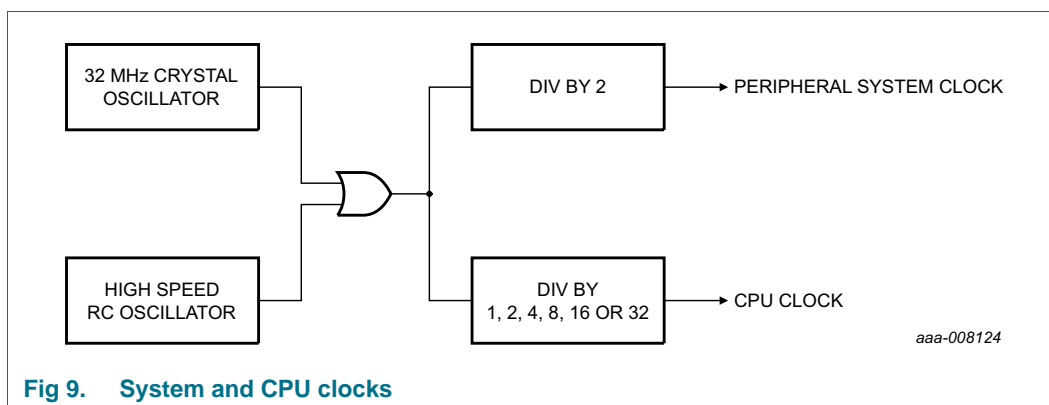 32 MHz CRYSTAL
OSCILLATOR
DIV BY 2
PERIPHERAL SYSTEM CLOCK
HIGH SPEED
RC OSCILLATOR
DIV BY
1, 2, 4, 8, 16 OR 32
CPU CLOCK
aaa-008124
Fig 9. System and CPU clocks